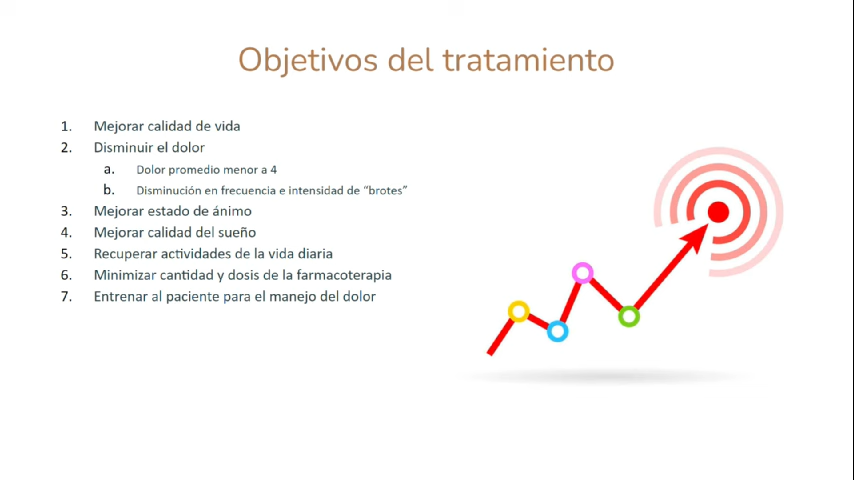 Objetivos del tratamiento
1. Mejorar calidad de vida
2. Disminuir el dolor
a. Dolor promedio menor a 4
b. Disminución en frecuencia e intensidad de “brotes”
3. Mejorar estado de ánimo
4. Mejorar calidad del sueño
5. Recuperar actividades de la vida diaria
6. Minimizar cantidad y dosis de la farmacoterapia
7. Entrenar al paciente para el manejo del dolor